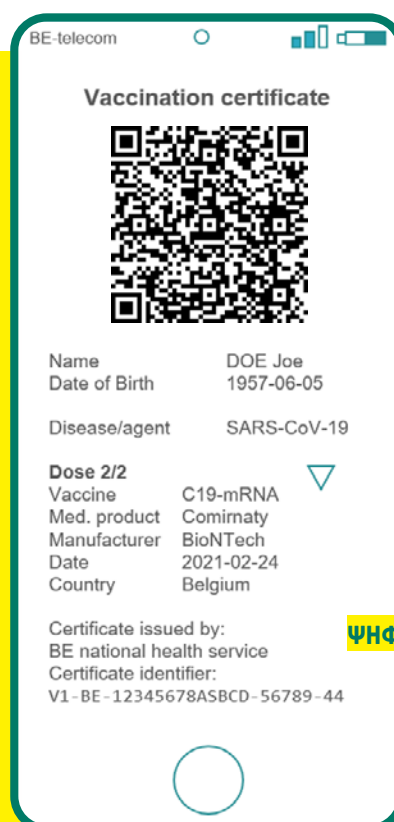 BE-telecom
Vaccination certificate
Name DOE Joe
Date of Birth 1957-06-05
Disease/agent SARS-CoV-19
Dose 2/2
Vaccine C19-mRNA
Med. product Comirnaty
Manufacturer BioNTech
Date 2021-02-24
Country Belgium
Certificate issued by:
ΨΗΦ
BE national health service
Certificate identifier:
V1-BE-12345678ASBCD-56789-44